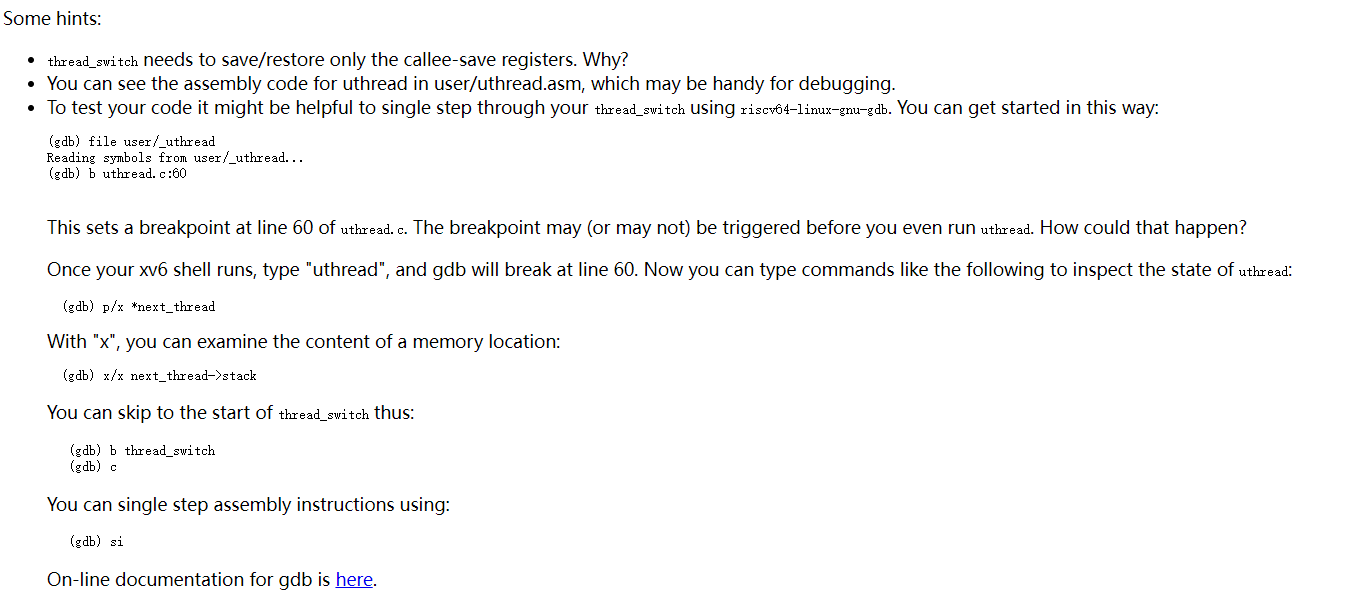 Some hints:
• thread_switch needs to save/restore only the callee-save registers. Why?
• You can see the assembly code for uthread in user/uthread.asm, which may be handy for debugging.
• To test your code it might be helpful to single step through your thread_switch using riscv64-linux-gnu-gdb. You can get started in this way:
(gdb) file user/_uthread
Reading symbols from user/_uthread...
(gdb) b uthread.c:60
This sets a breakpoint at line 60 of uthread.c. The breakpoint may (or may not) be triggered before you even run uthread. How could that happen?
Once your xv6 shell runs, type "uthread", and gdb will break at line 60. Now you can type commands like the following to inspect the state of uthread:
(gdb) p/x *next_thread
With "x", you can examine the content of a memory location:
(gdb) x/x next_thread->stack
You can skip to the start of thread_switch thus:
(gdb) b thread_switch
(gdb) c
You can single step assembly instructions using:
(gdb) si
On-line documentation for gdb is here.